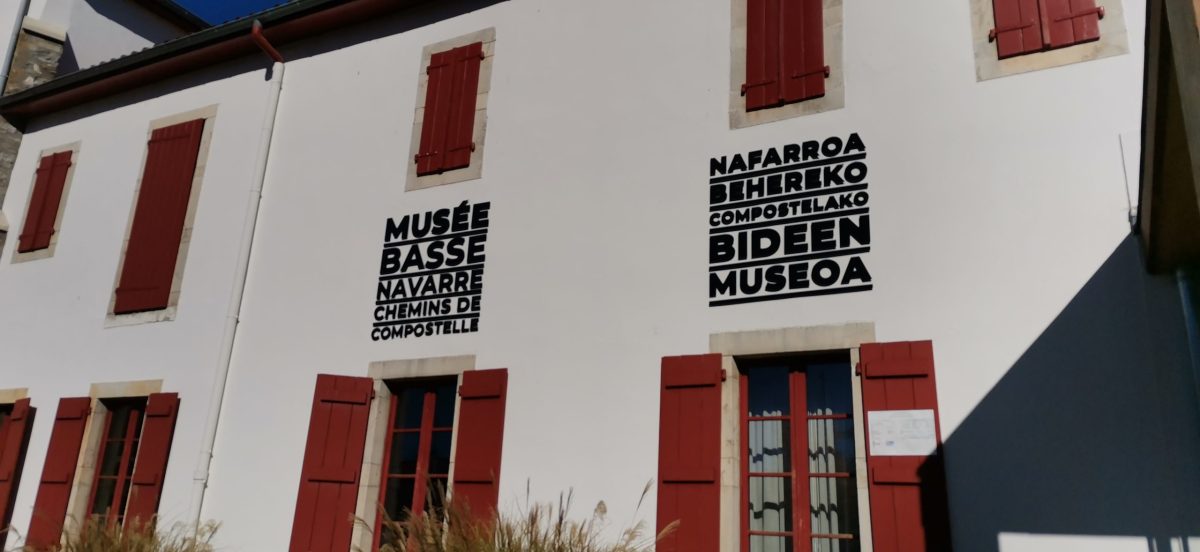 MUSÉE
BASSE
NAVARRE
CHEMINS DE
COMPOSTELLE
NAFARROA
BEHEREKO
COMPOSTELAKO
BIDEEN
MUSEOA